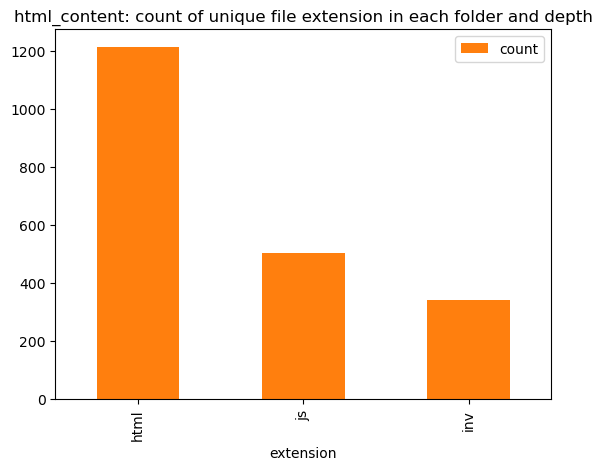 html_content: count of unique file extension in each folder and depth
count
1200
1000
800
600
400
200
0
html
js
inv
extension